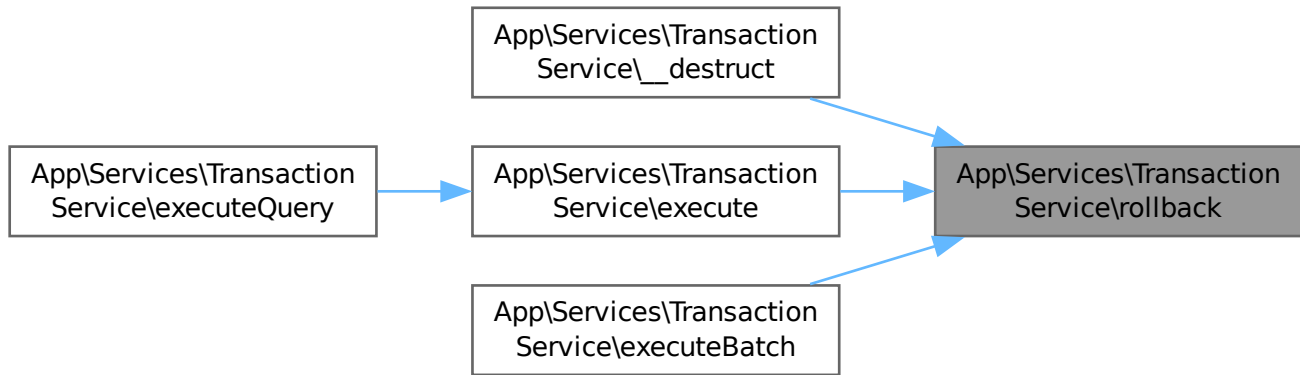 App\Services\Transaction
Service\__destruct
App\Services\Transaction
Service\executeQuery
App\Services\Transaction
Service\execute
App\Services\Transaction
Service\rollback
App\Services\Transaction
Service\executeBatch